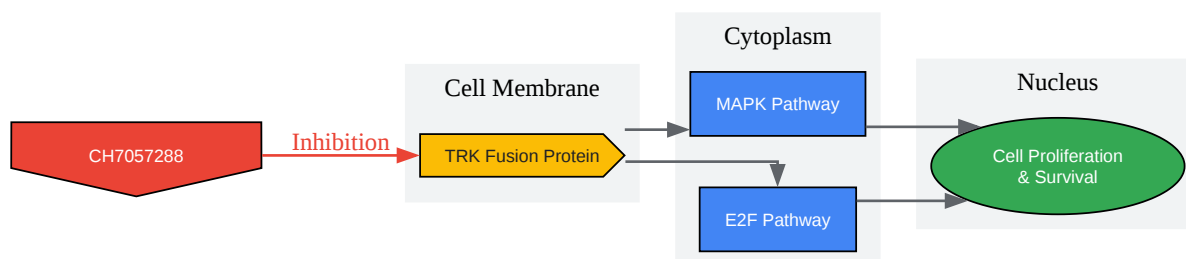 CH7057288
Inhibition
Cell Membrane
TRK Fusion Protein
Cytoplasm
MAPK Pathway
E2F Pathway
Nucleus
Cell Proliferation
& Survival